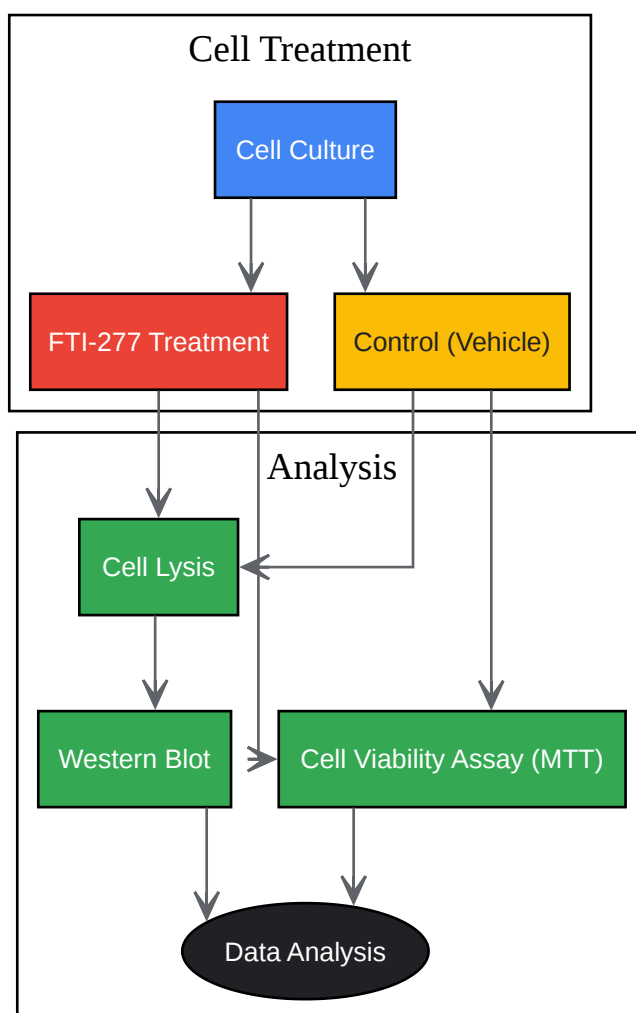 Cell Treatment
Cell Culture
FTI-277 Treatment
Control (Vehicle)
Analysis
Cell Lysis
Western Blot
Cell Viability Assay (MTT)
Data Analysis